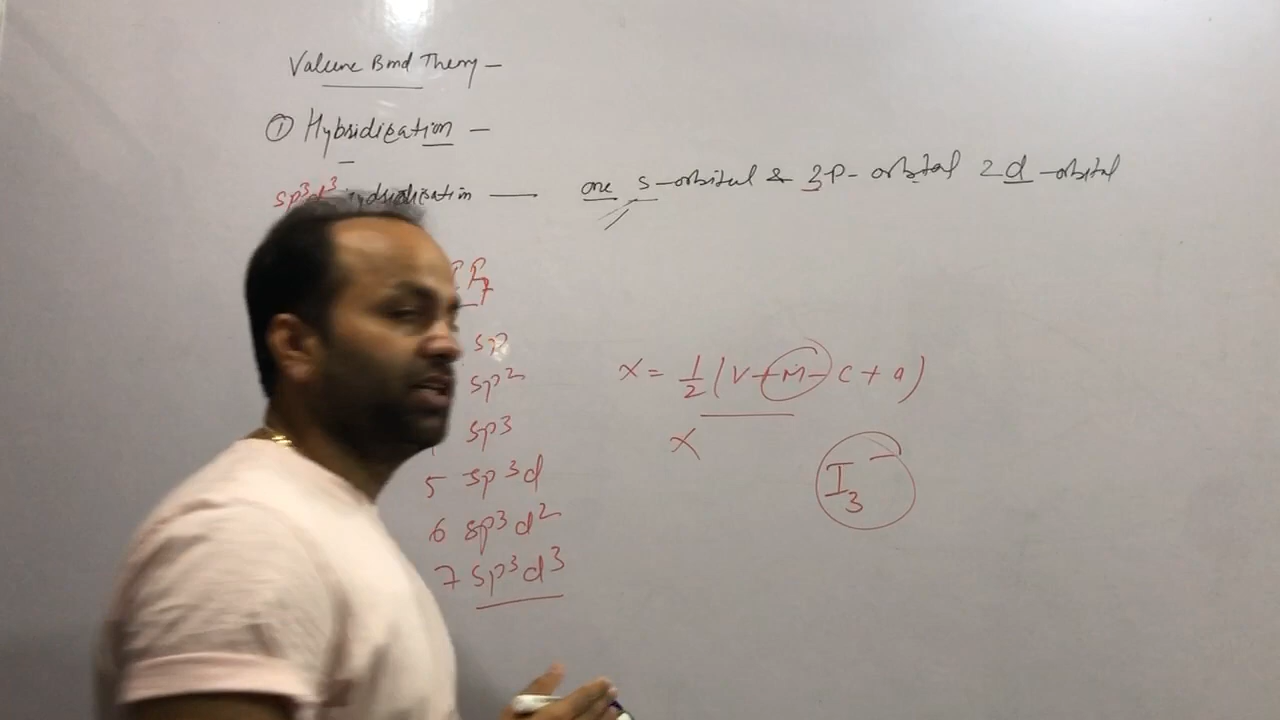 Valence Bond Theory –
① Hybridization –
sp³d³ hybridization — one s-orbital & 3p-orbital 2 d-orbital
sp
sp²
sp³
5 sp³d
6 sp³d²
7 sp³d³
X = 1/2 (V + M - C + a)
X
I₃⁻